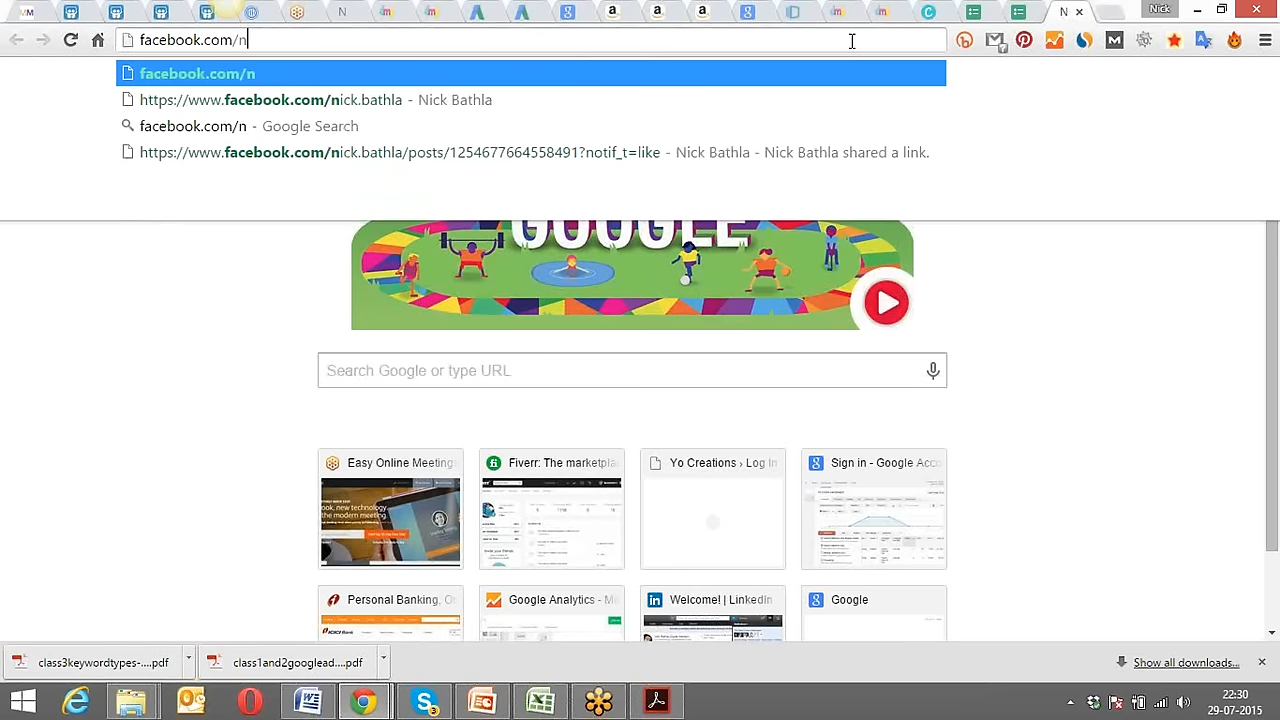 Nick
facebook.com/n
facebook.com/n
https://www.facebook.com/nick.bathla - Nick Bathla
facebook.com/n - Google Search
https://www.facebook.com/nick.bathla/posts/1254677664558491?notif_t=like - Nick Bathla - Nick Bathla shared a link.
GOOGLE
Search Google or type URL
Easy Online Meeting
Fiverr: The marketpla
Yo Creations › Log In
Sign in - Google Acc
Personal Banking, O
Google Analytics - M
Welcome! | LinkedIn
Google
class1and2googlead....pdf
Show all downloads...
22:30
29-07-2015